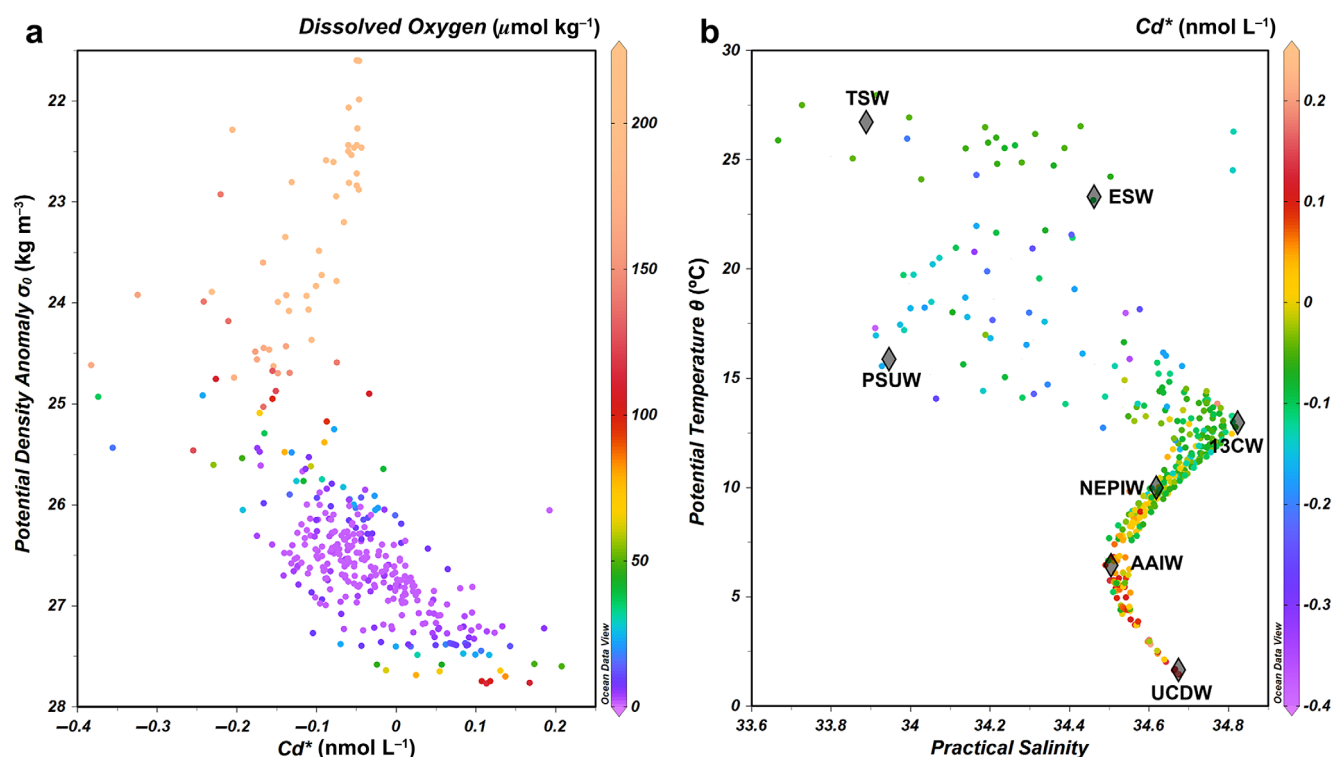 a
Dissolved Oxygen (μmol kg⁻¹)
Potential Density Anomaly σ₀ (kg m⁻³)
22
23
24
25
26
27
28
−0.4
−0.3
−0.2
−0.1
0
0.1
0.2
Cd* (nmol L⁻¹)
200
150
100
50
0
Ocean Data View
b
Cd* (nmol L⁻¹)
Potential Temperature θ (ºC)
30
25
20
15
10
5
0
33.6
33.8
34
34.2
34.4
34.6
34.8
Practical Salinity
TSW
ESW
PSUW
13CW
NEPIW
AAIW
UCDW
0.2
0.1
0
-0.1
-0.2
-0.3
-0.4
Ocean Data View